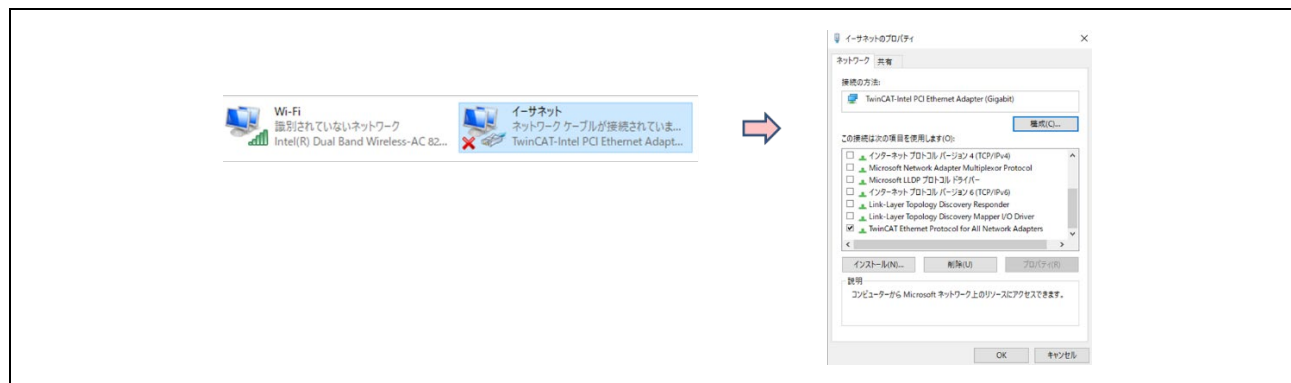 Wi-Fi
識別されていないネットワーク
Intel(R) Dual Band Wireless-AC 82...
イーサネット
ネットワーク ケーブルが接続されていま...
TwinCAT-Intel PCI Ethernet Adapt...
イーサネットのプロパティ
ネットワーク 共有
接続の方法:
TwinCAT-Intel PCI Ethernet Adapter (Gigabit)
構成(C)...
この接続は次の項目を使用します(O):
インターネット プロトコル バージョン 4 (TCP/IPv4)
Microsoft Network Adapter Multiplexor Protocol
Microsoft LLDP プロトコル ドライバー
インターネット プロトコル バージョン 6 (TCP/IPv6)
Link-Layer Topology Discovery Responder
Link-Layer Topology Discovery Mapper I/O Driver
TwinCAT Ethernet Protocol for All Network Adapters
インストール(N)... 削除(U) プロパティ(R)
説明
コンピューターから Microsoft ネットワーク上のリソースにアクセスできます。
OK キャンセル